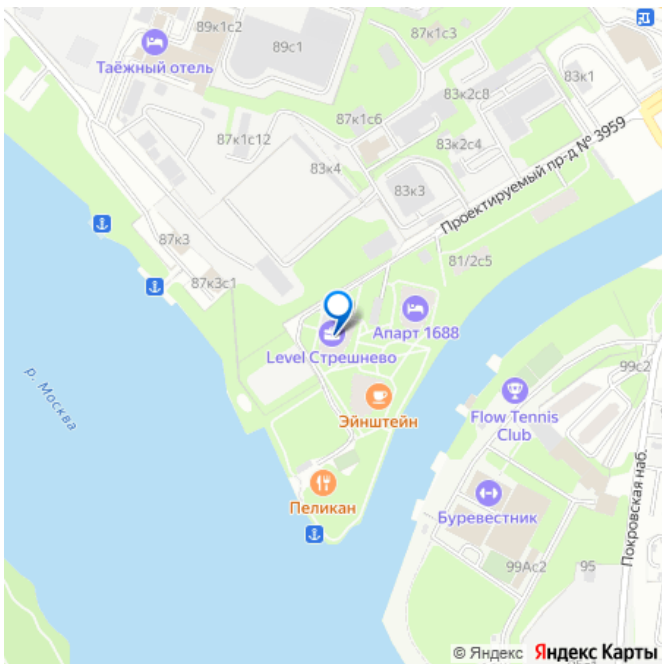 89к1с2
89с1
87к1с3
Таёжный отель
83к1
83к2с8
87к1с6
87к1с12
83к2с4
83к4
83к3
Проектируемый пр-д № 3959
87к3
81/2с5
87к3с1
Апарт 1688
Level Стрешнево
99с2
р. Москва
Эйнштейн
Flow Tennis
Club
Покровская наб.
Пеликан
Буревестник
99Ас2
95
© Яндекс Яндекс Карты